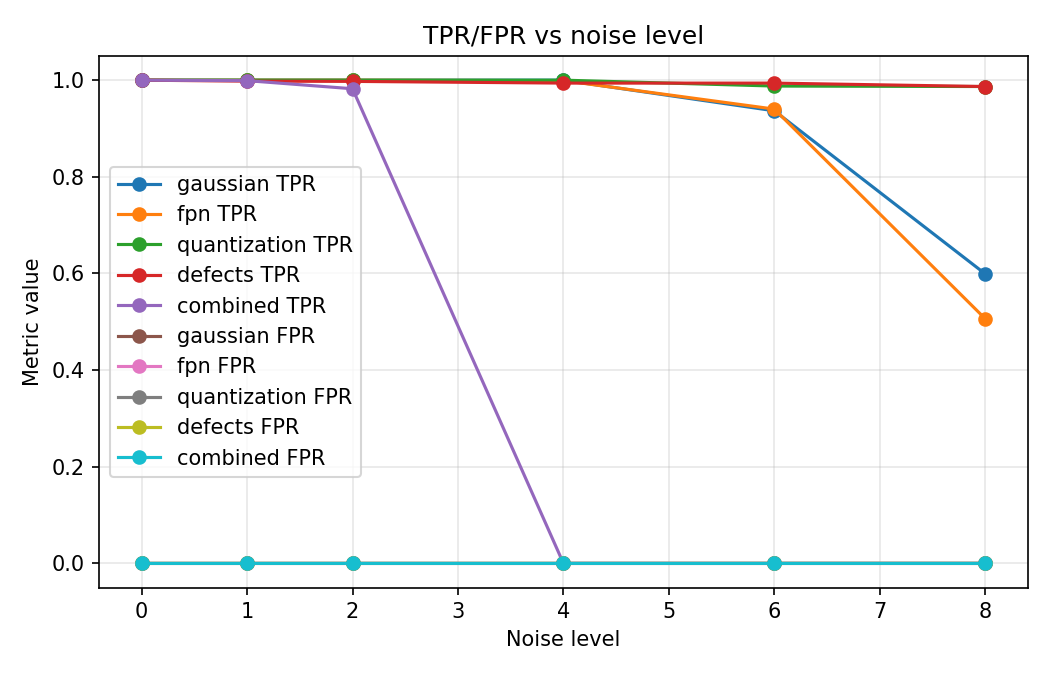 TPR/FPR vs noise level
1.0
0.8
0.6
0.4
0.2
0.0
Metric value
gaussian TPR
fpn TPR
quantization TPR
defects TPR
combined TPR
gaussian FPR
fpn FPR
quantization FPR
defects FPR
combined FPR
0 1 2 3 4 5 6 7 8
Noise level